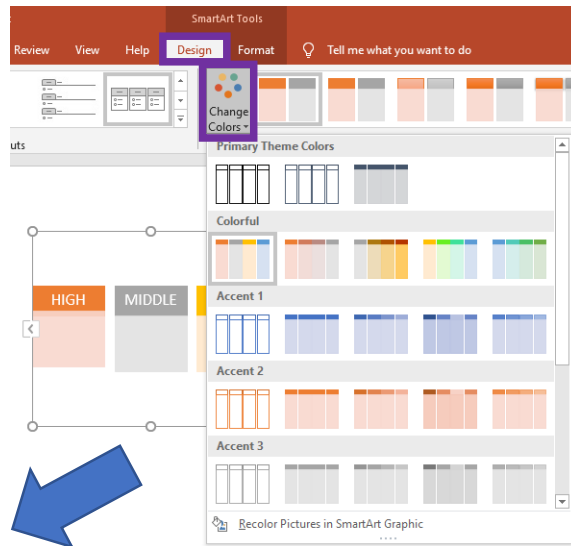 SmartArt Tools
Review View Help Design Format Tell me what you want to do
Change
Colors
uts
Primary Theme Colors
Colorful
HIGH MIDDLE
Accent 1
Accent 2
Accent 3
Recolor Pictures in SmartArt Graphic